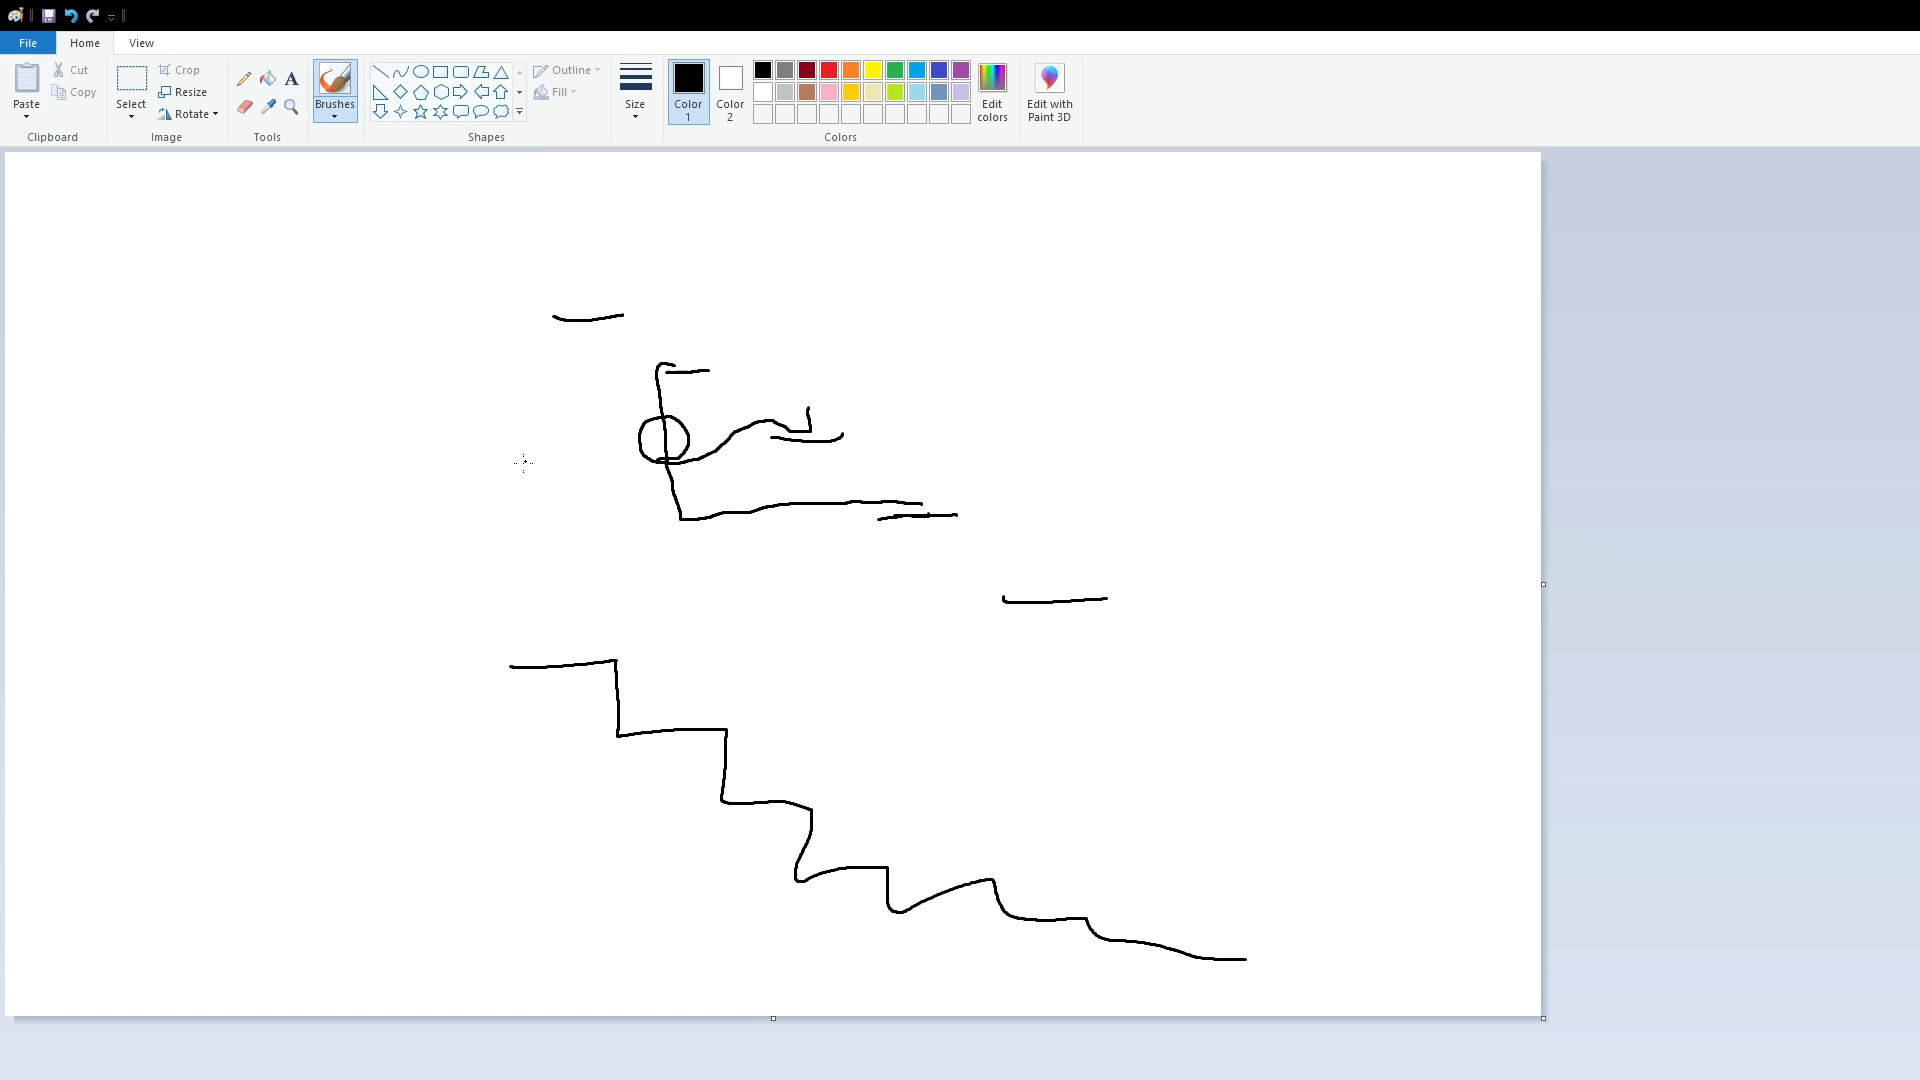 File Home View
Cut Crop Outline
Copy Resize Fill
Paste Select Rotate Brushes Size Color 1 Color 2 Edit colors Edit with Paint 3D
Clipboard Image Tools Shapes Colors